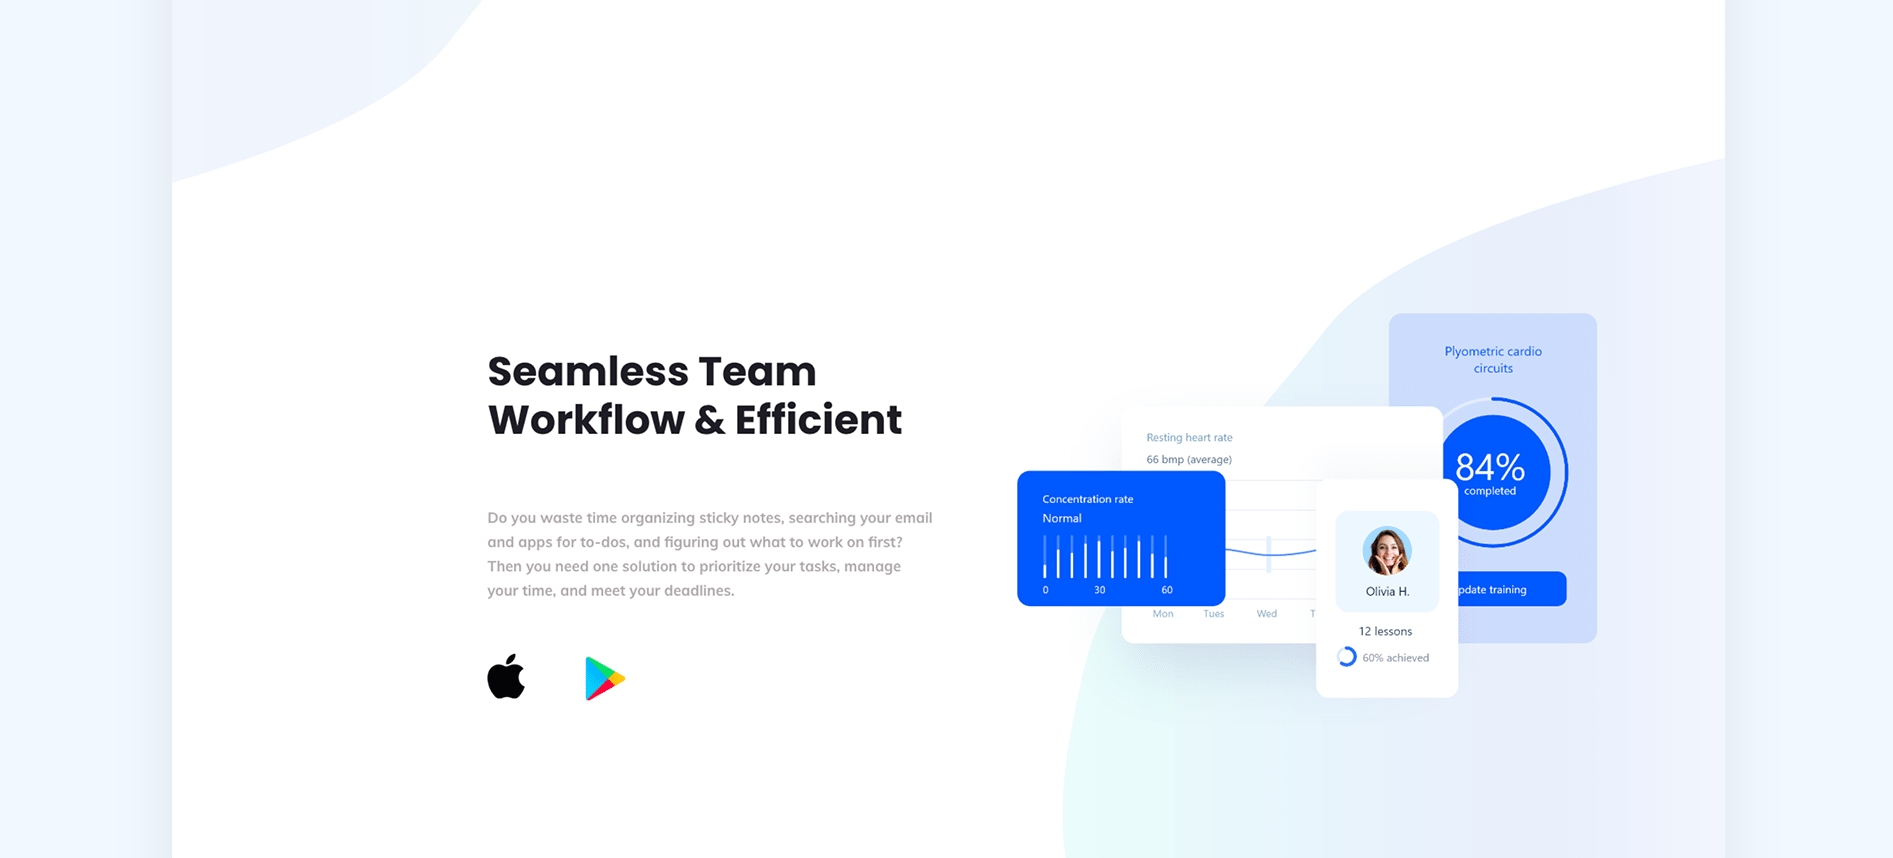 Seamless Team
Workflow & Efficient
Do you waste time organizing sticky notes, searching your email
and apps for to-dos, and figuring out what to work on first?
Then you need one solution to prioritize your tasks, manage
your time, and meet your deadlines.
Plyometric cardio
circuits
84%
completed
pdate training
Resting heart rate
66 bmp (average)
Mon Tues Wed T
Concentration rate
Normal
0 30 60
Olivia H.
12 lessons
60% achieved